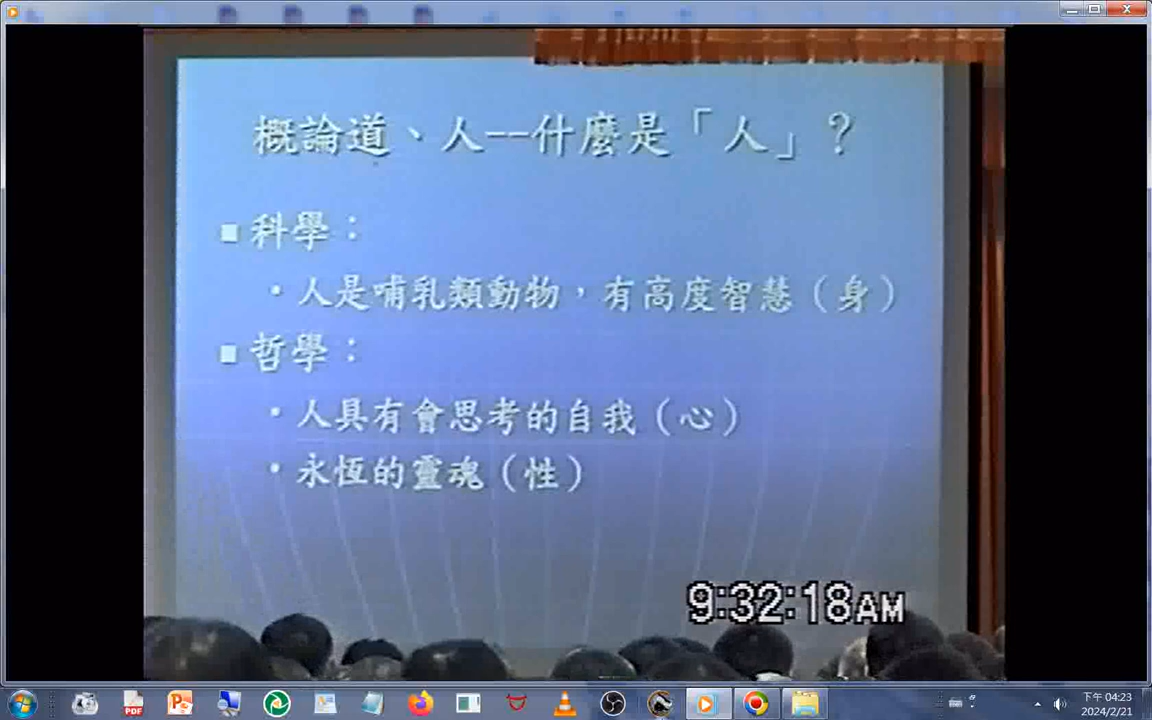 概論道、人--什麼是「人」？
■科學：
•人是哺乳類動物，有高度智慧（身）
■哲學：
•人具有會思考的自我（心）
•永恆的靈魂（性）
9:32:18AM
PDF
下午 04:23
2024/2/21